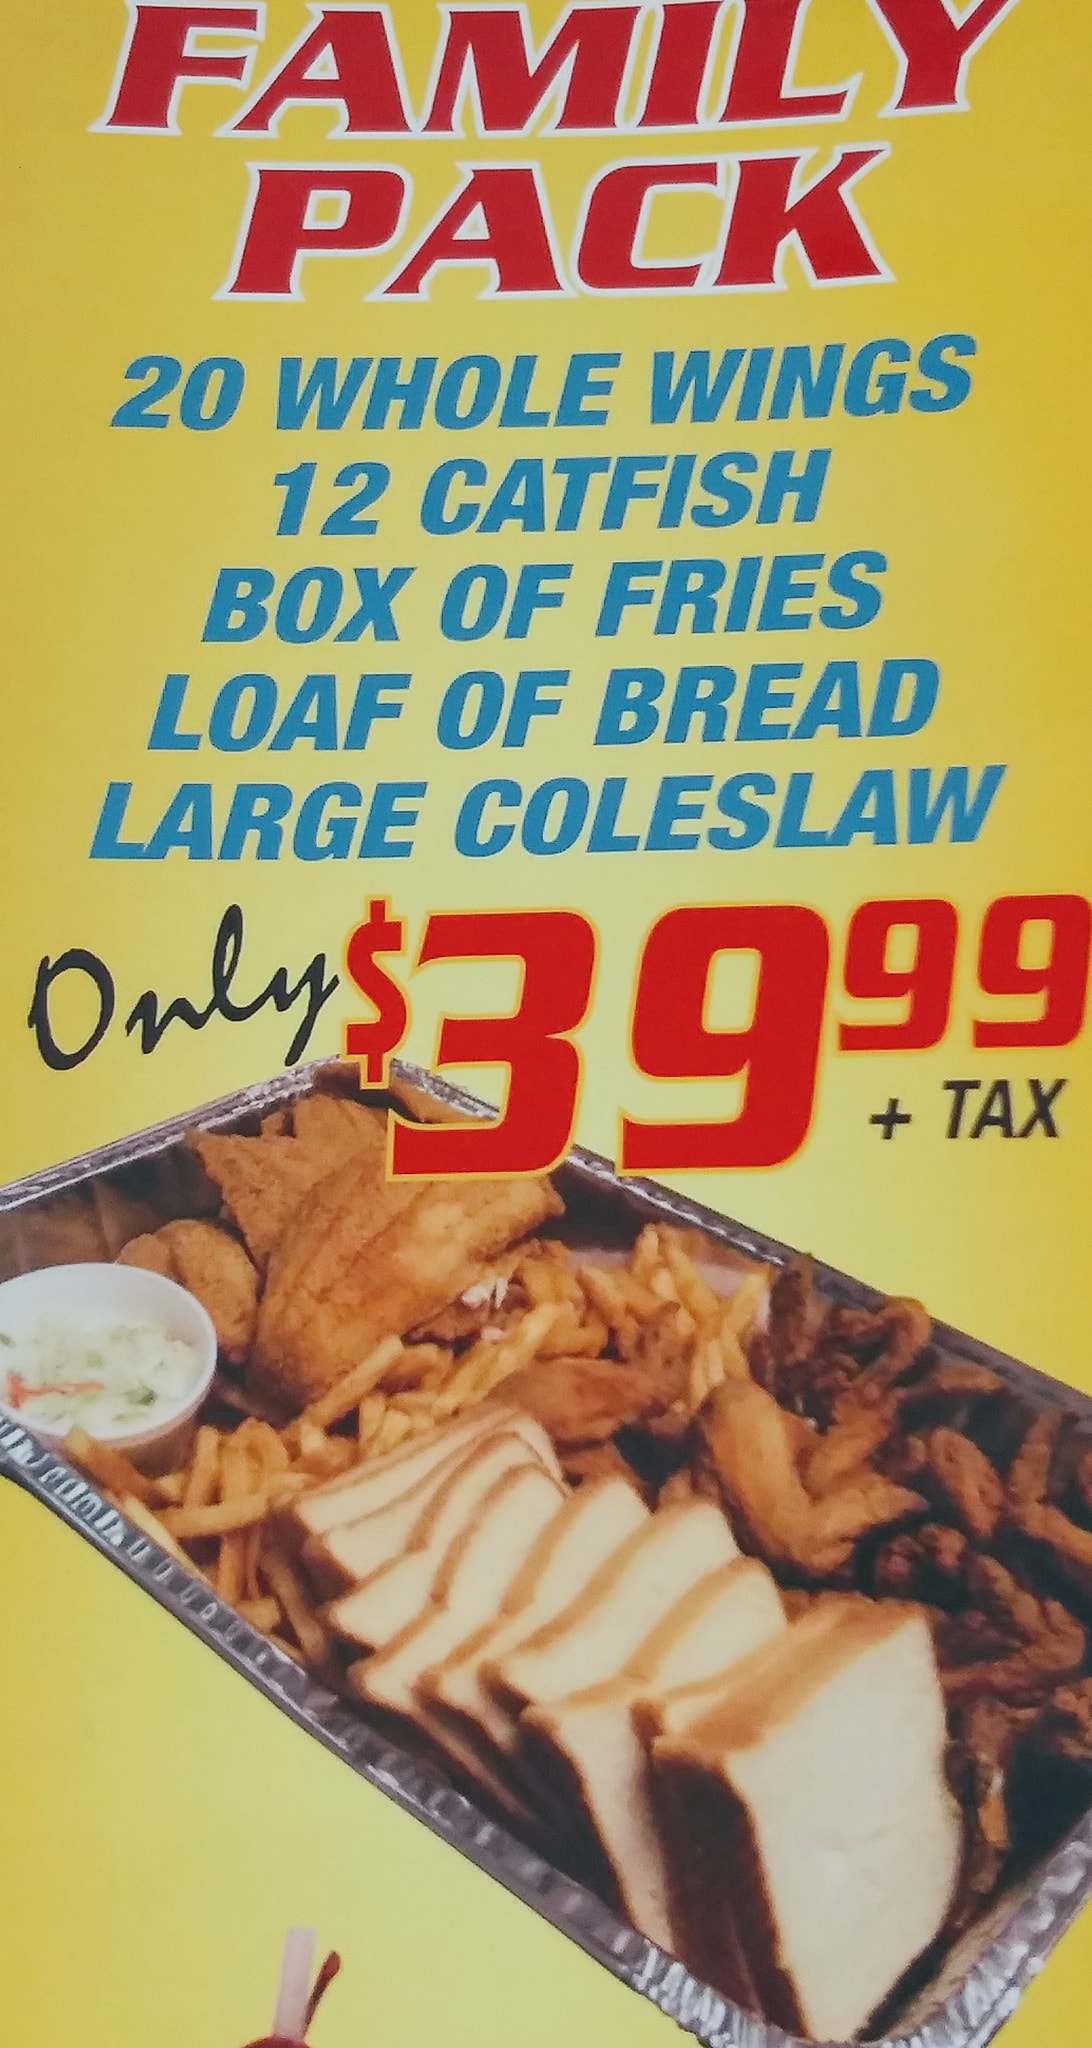 FAMILY
PACK
20 WHOLE WINGS
12 CATFISH
BOX OF FRIES
LOAF OF BREAD
LARGE COLESLAW
Only $39 99
+ TAX